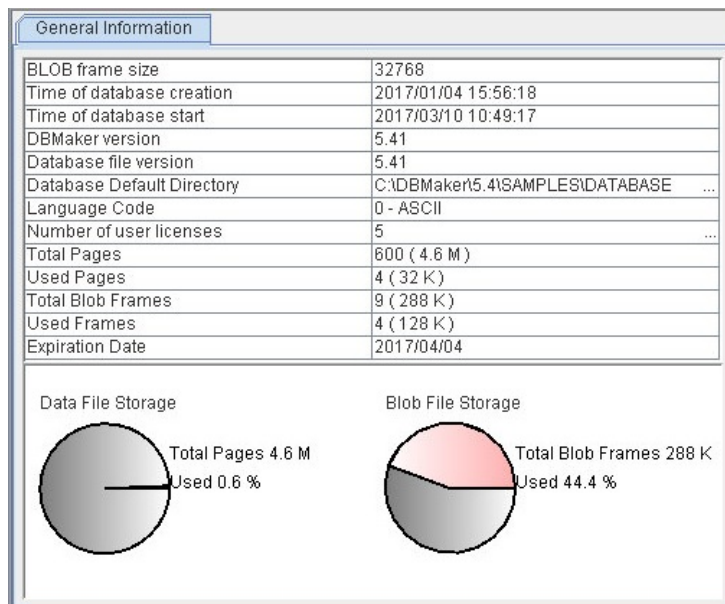 General Information
BLOB frame size 32768
Time of database creation 2017/01/04 15:56:18
Time of database start 2017/03/10 10:49:17
DBMaker version 5.41
Database file version 5.41
Database Default Directory C:\DBMaker\5.4\SAMPLES\DATABASE ...
Language Code 0 - ASCII
Number of user licenses 5 ...
Total Pages 600 ( 4.6 M )
Used Pages 4 ( 32 K )
Total Blob Frames 9 ( 288 K )
Used Frames 4 ( 128 K )
Expiration Date 2017/04/04
Data File Storage
Total Pages 4.6 M
Used 0.6 %
Blob File Storage
Total Blob Frames 288 K
Used 44.4 %